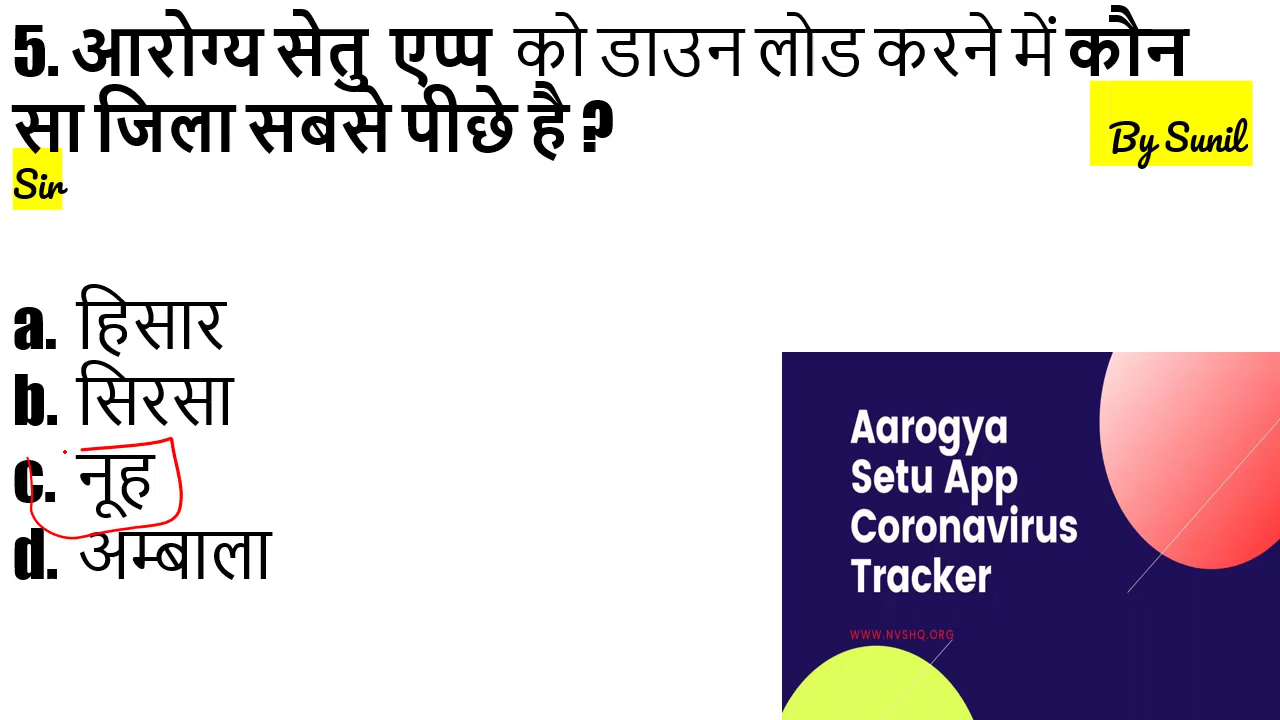 5. आरोग्य सेतु एप्प को डाउन लोड करने में कौन
सा जिला सबसे पीछे है ? By Sunil
Sir
a. हिसार
b. सिरसा
c. नूह
d. अम्बाला
Aarogya
Setu App
Coronavirus
Tracker
WWW.NVSHQ.ORG